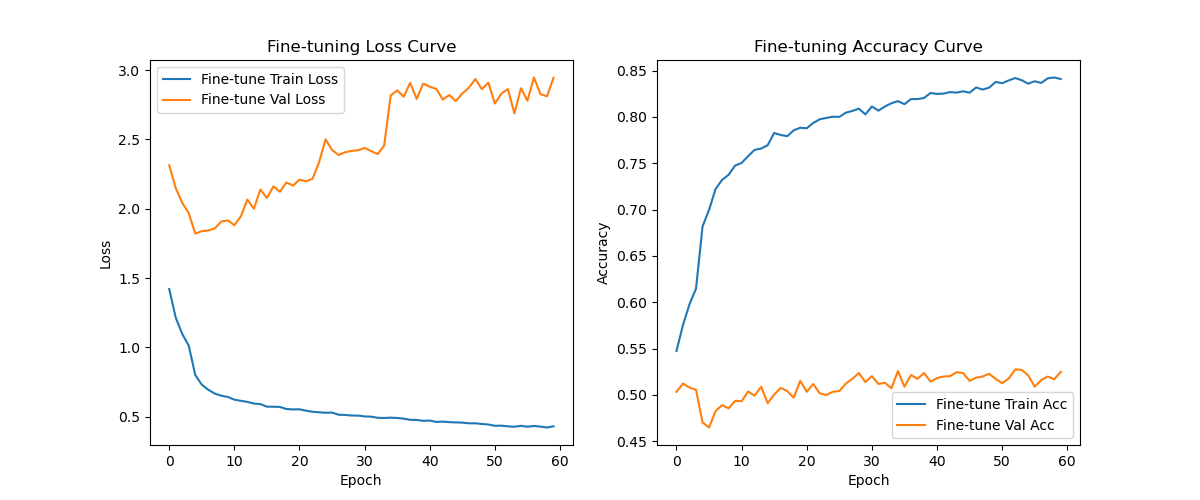 Fine-tuning Loss Curve
Fine-tune Train Loss
Fine-tune Val Loss
3.0
2.5
2.0
1.5
1.0
0.5
Loss
0 10 20 30 40 50 60
Epoch
Fine-tuning Accuracy Curve
0.85
0.80
0.75
0.70
0.65
0.60
0.55
0.50
0.45
Accuracy
Fine-tune Train Acc
Fine-tune Val Acc
0 10 20 30 40 50 60
Epoch